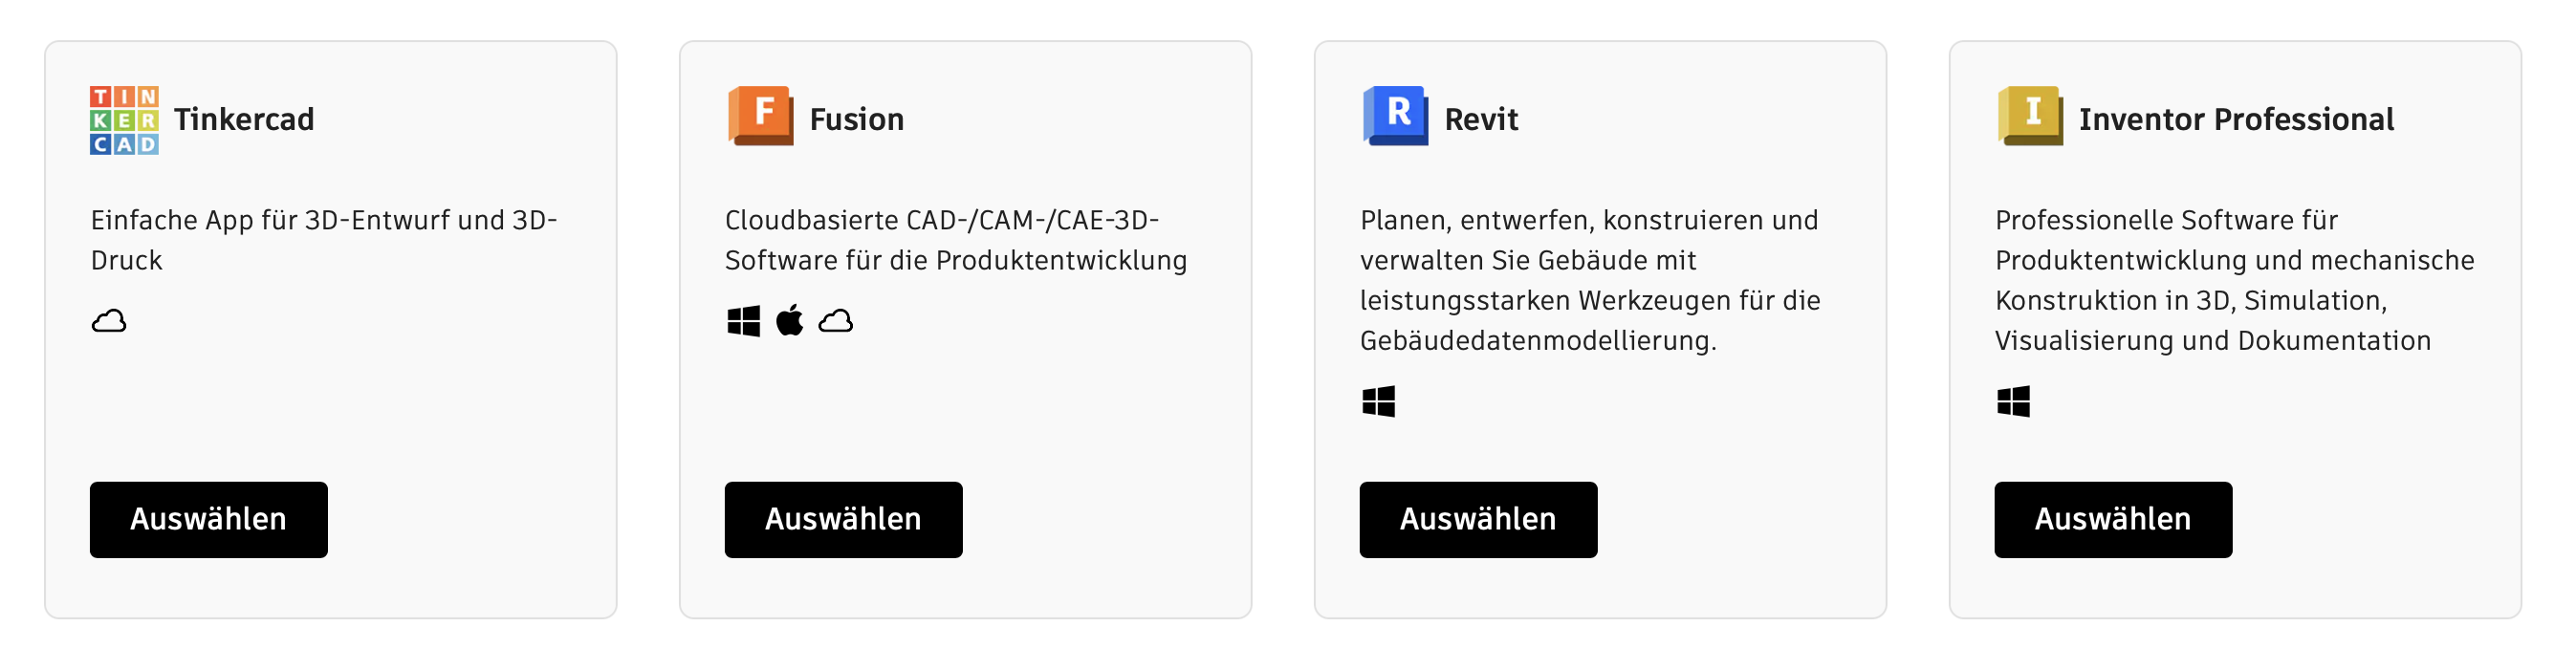 TIN
KER
CAD
Tinkercad
Einfache App für 3D-Entwurf und 3D-
Druck
Auswählen
F
Fusion
Cloudbasierte CAD-/CAM-/CAE-3D-
Software für die Produktentwicklung
Auswählen
R
Revit
Planen, entwerfen, konstruieren und
verwalten Sie Gebäude mit
leistungsstarken Werkzeugen für die
Gebäudedatenmodellierung.
Auswählen
I
Inventor Professional
Professionelle Software für
Produktentwicklung und mechanische
Konstruktion in 3D, Simulation,
Visualisierung und Dokumentation
Auswählen